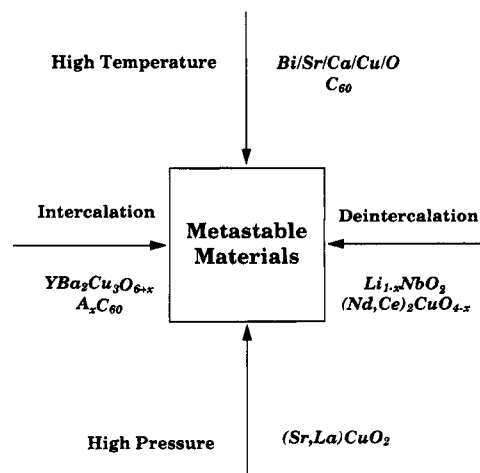 High Temperature
Bi/Sr/Ca/Cu/O
C₆₀
Intercalation
Metastable
Materials
Deintercalation
YBa₂Cu₃O₆₊ₓ
AₓC₆₀
Li₁₋ₓNbO₂
(Nd,Ce)₂CuO₄₋ₓ
High Pressure
(Sr,La)CuO₂